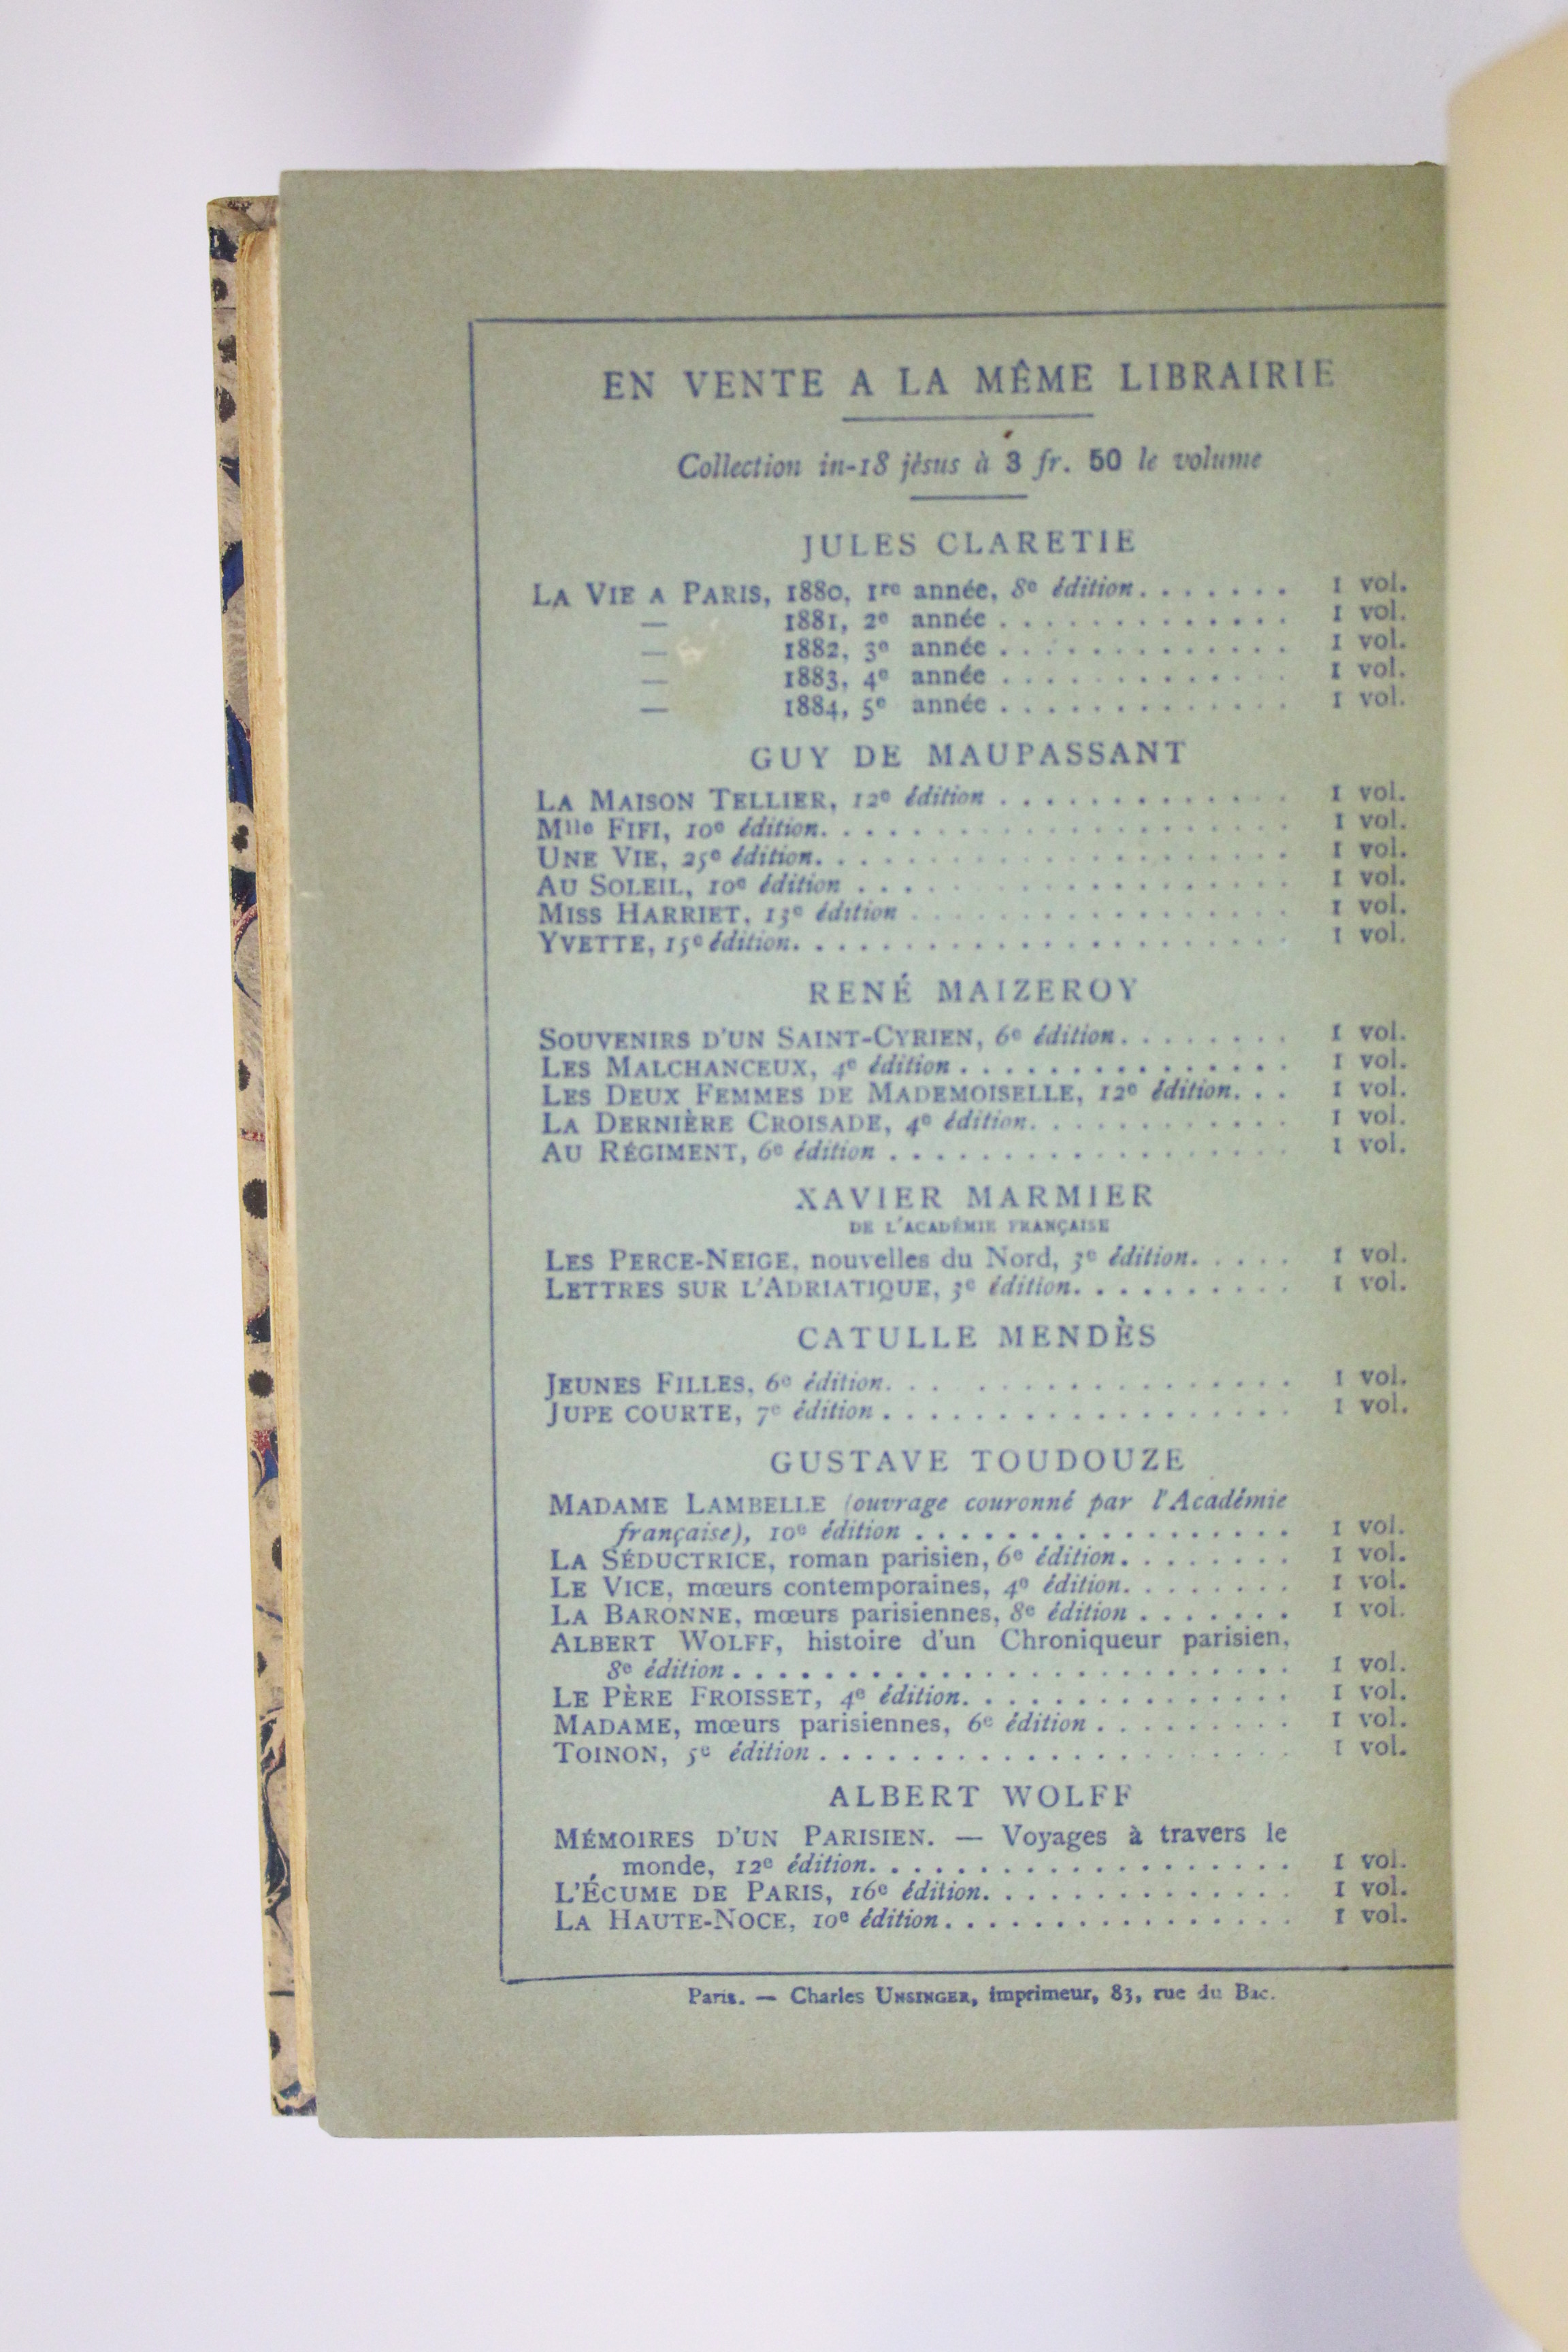 EN VENTE A LA MÊME LIBRAIRIE
Collection in-18 jésus à 3 fr. 50 le volume
JULES CLARETIE
LA VIE A PARIS, 1880, 1re année, 8e édition. . . . . . . 1 vol.
— 1881, 2e année . . . . . . . . . . . . . 1 vol.
— 1882, 3e année . . . . . . . . . . . . . 1 vol.
— 1883, 4e année . . . . . . . . . . . . . 1 vol.
— 1884, 5e année . . . . . . . . . . . . . 1 vol.
GUY DE MAUPASSANT
LA MAISON TELLIER, 12e édition . . . . . . . . . . . . . 1 vol.
Mlle FIFI, 10e édition. . . . . . . . . . . . . . . . . . . . . 1 vol.
UNE VIE, 25e édition. . . . . . . . . . . . . . . . . . . . . 1 vol.
AU SOLEIL, 10e édition . . . . . . . . . . . . . . . . . . . 1 vol.
MISS HARRIET, 13e édition . . . . . . . . . . . . . . . . . 1 vol.
YVETTE, 15e édition. . . . . . . . . . . . . . . . . . . . . . 1 vol.
RENÉ MAIZEROY
SOUVENIRS D'UN SAINT-CYRIEN, 6e édition. . . . . . . . 1 vol.
LES MALCHANCEUX, 4e édition . . . . . . . . . . . . . . . 1 vol.
LES DEUX FEMMES DE MADEMOISELLE, 12e édition. . . 1 vol.
LA DERNIÈRE CROISADE, 4e édition. . . . . . . . . . . . 1 vol.
AU RÉGIMENT, 6e édition . . . . . . . . . . . . . . . . . . 1 vol.
XAVIER MARMIER
DE L'ACADÉMIE FRANÇAISE
LES PERCE-NEIGE, nouvelles du Nord, 3e édition. . . . . 1 vol.
LETTRES SUR L'ADRIATIQUE, 3e édition. . . . . . . . . . 1 vol.
CATULLE MENDÈS
JEUNES FILLES, 6e édition. . . . . . . . . . . . . . . . . 1 vol.
JUPE COURTE, 7e édition . . . . . . . . . . . . . . . . . . 1 vol.
GUSTAVE TOUDOUZE
MADAME LAMBELLE (ouvrage couronné par l'Académie
française), 10e édition . . . . . . . . . . . . . . . . . 1 vol.
LA SÉDUCTRICE, roman parisien, 6e édition. . . . . . . . 1 vol.
LE VICE, mœurs contemporaines, 4e édition. . . . . . . . 1 vol.
LA BARONNE, mœurs parisiennes, 8e édition . . . . . . . 1 vol.
ALBERT WOLFF, histoire d'un Chroniqueur parisien,
8e édition . . . . . . . . . . . . . . . . . . . . . . . . . 1 vol.
LE PÈRE FROISSET, 4e édition. . . . . . . . . . . . . . . 1 vol.
MADAME, mœurs parisiennes, 6e édition . . . . . . . . . 1 vol.
TOINON, 5e édition . . . . . . . . . . . . . . . . . . . . . 1 vol.
ALBERT WOLFF
MÉMOIRES D'UN PARISIEN. — Voyages à travers le
monde, 12e édition. . . . . . . . . . . . . . . . . . . 1 vol.
L'ÉCUME DE PARIS, 16e édition. . . . . . . . . . . . . . 1 vol.
LA HAUTE-NOCE, 10e édition. . . . . . . . . . . . . . . . 1 vol.
Paris. — Charles UNSINGER, imprimeur, 83, rue du Bac.